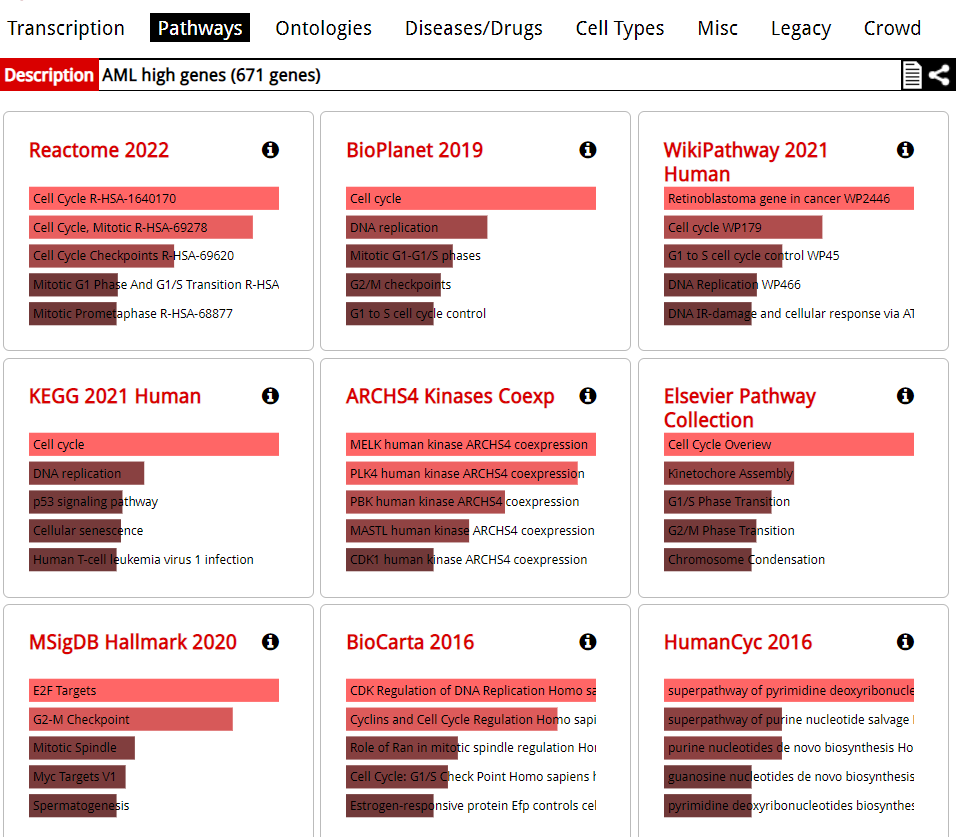 Transcription Pathways Ontologies Diseases/Drugs Cell Types Misc Legacy Crowd
Description AML high genes (671 genes)
Reactome 2022
Cell Cycle R-HSA-1640170
Cell Cycle, Mitotic R-HSA-69278
Cell Cycle Checkpoints R-HSA-69620
Mitotic G1 Phase And G1/S Transition R-HSA
Mitotic Prometaphase R-HSA-68877
BioPlanet 2019
Cell cycle
DNA replication
Mitotic G1-G1/S phases
G2/M checkpoints
G1 to S cell cycle control
WikiPathway 2021
Human
Retinoblastoma gene in cancer WP2446
Cell cycle WP179
G1 to S cell cycle control WP45
DNA Replication WP466
DNA IR-damage and cellular response via AT
KEGG 2021 Human
Cell cycle
DNA replication
p53 signaling pathway
Cellular senescence
Human T-cell leukemia virus 1 infection
ARCHS4 Kinases Coexp
MELK human kinase ARCHS4 coexpression
PLK4 human kinase ARCHS4 coexpression
PBK human kinase ARCHS4 coexpression
MASTL human kinase ARCHS4 coexpression
CDK1 human kinase ARCHS4 coexpression
Elsevier Pathway
Collection
Cell Cycle Overiew
Kinetochore Assembly
G1/S Phase Transition
G2/M Phase Transition
Chromosome Condensation
MSigDB Hallmark 2020
E2F Targets
G2-M Checkpoint
Mitotic Spindle
Myc Targets V1
Spermatogenesis
BioCarta 2016
CDK Regulation of DNA Replication Homo sa
Cyclins and Cell Cycle Regulation Homo sapi
Role of Ran in mitotic spindle regulation Ho
Cell Cycle: G1/S Check Point Homo sapiens
Estrogen-responsive protein Efp controls cel
HumanCyc 2016
superpathway of pyrimidine deoxyribonucle
superpathway of purine nucleotide salvage
purine nucleotides de novo biosynthesis Ho
guanosine nucleotides de novo biosynthesis
pyrimidine deoxyribonucleotides biosynthe